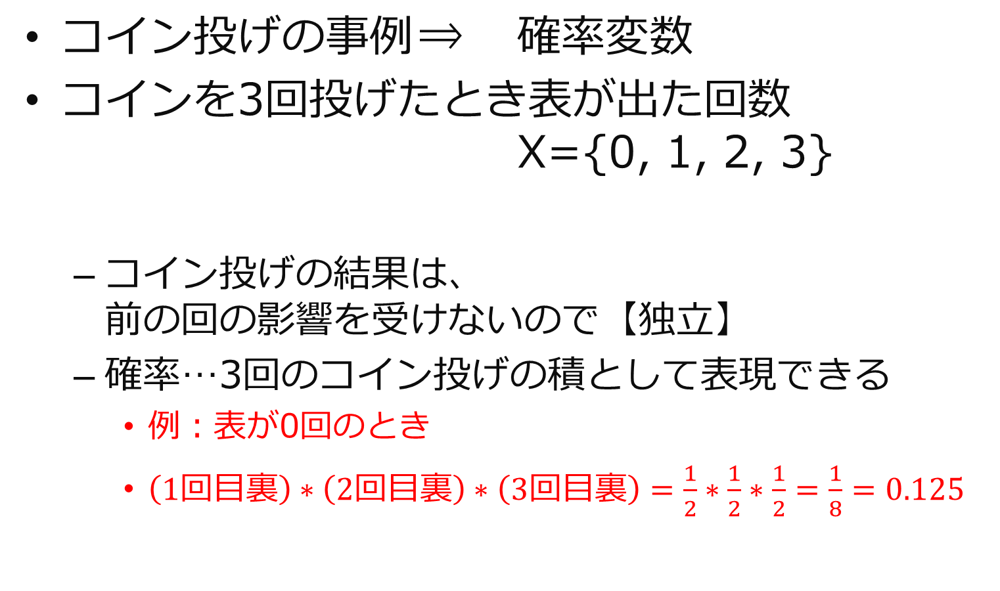 • コイン投げの事例⇒　確率変数
• コインを3回投げたとき表が出た回数
X={0, 1, 2, 3}
– コイン投げの結果は、
前の回の影響を受けないので【独立】
– 確率…3回のコイン投げの積として表現できる
• 例：表が0回のとき
• (1回目裏) * (2回目裏) * (3回目裏) = 1/2 * 1/2 * 1/2 = 1/8 = 0.125